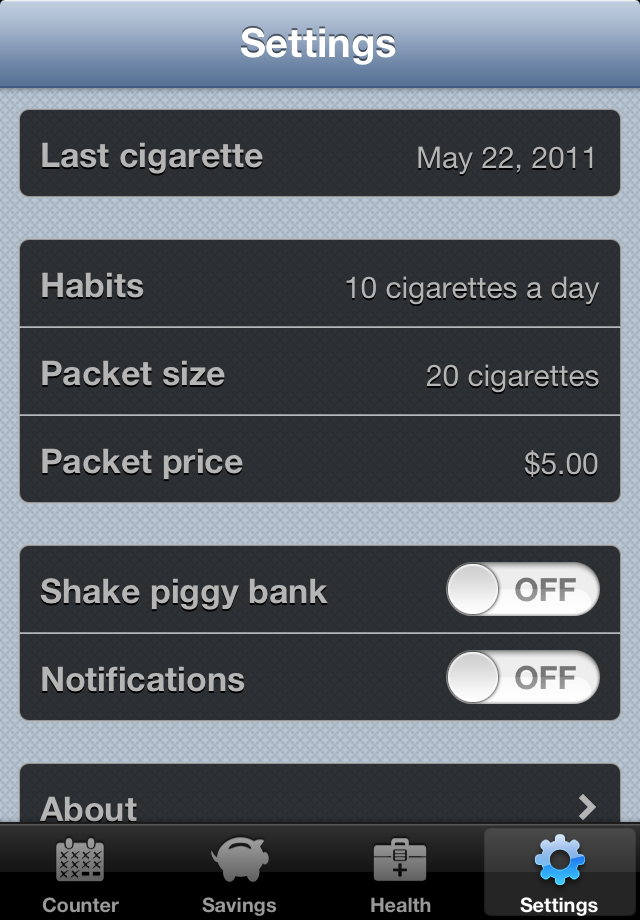 Settings
Last cigarette May 22, 2011
Habits 10 cigarettes a day
Packet size 20 cigarettes
Packet price $5.00
Shake piggy bank OFF
Notifications OFF
About
Counter Savings Health Settings